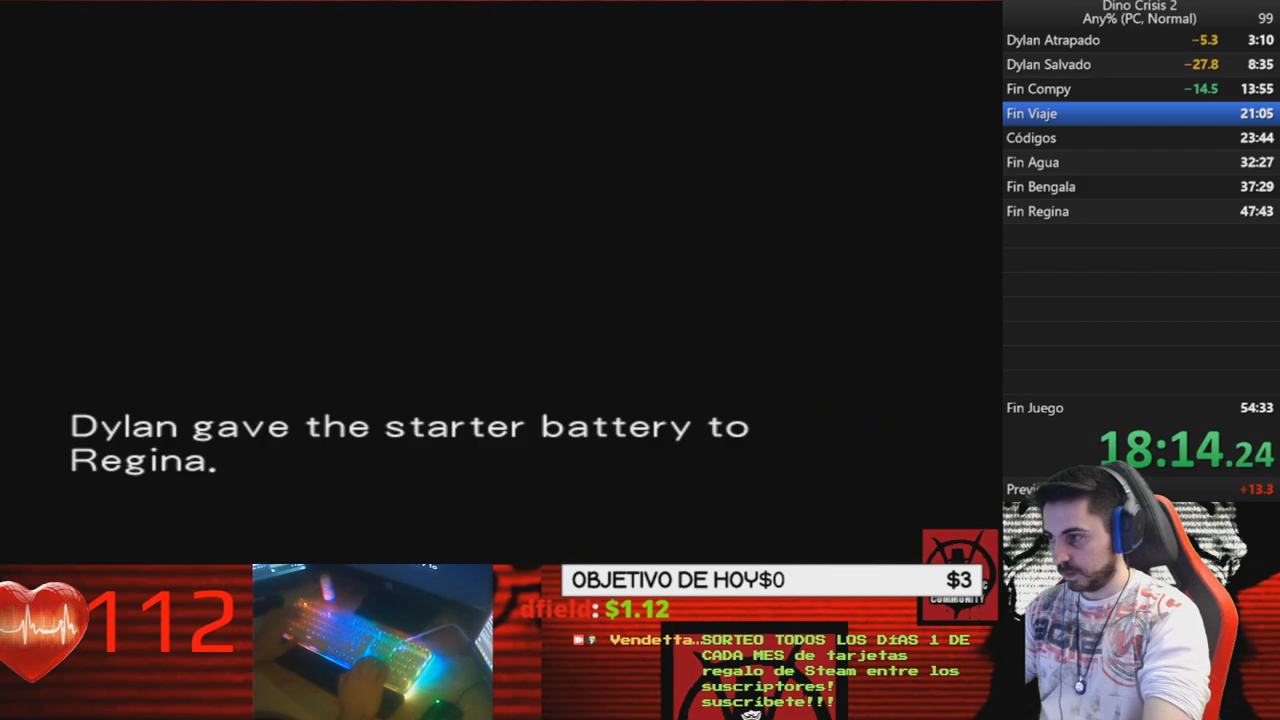 Dino Crisis 2
Any% (PC, Normal) 99
Dylan Atrapado −5.3 3:10
Dylan Salvado −27.8 8:35
Fin Compy −14.5 13:55
Fin Viaje 21:05
Códigos 23:44
Fin Agua 32:27
Fin Bengala 37:29
Fin Regina 47:43
Fin Juego 54:33
18:14.24
+13.3
Dylan gave the starter battery to
Regina.
OBJETIVO DE HOY$0 $3
COMMUNITY
dfield: $1.12
112
Vendetta..SORTEO TODOS LOS DíAS 1 DE
CADA MES de tarjetas
regalo de Steam entre los
suscriptores!
suscríbete!!!